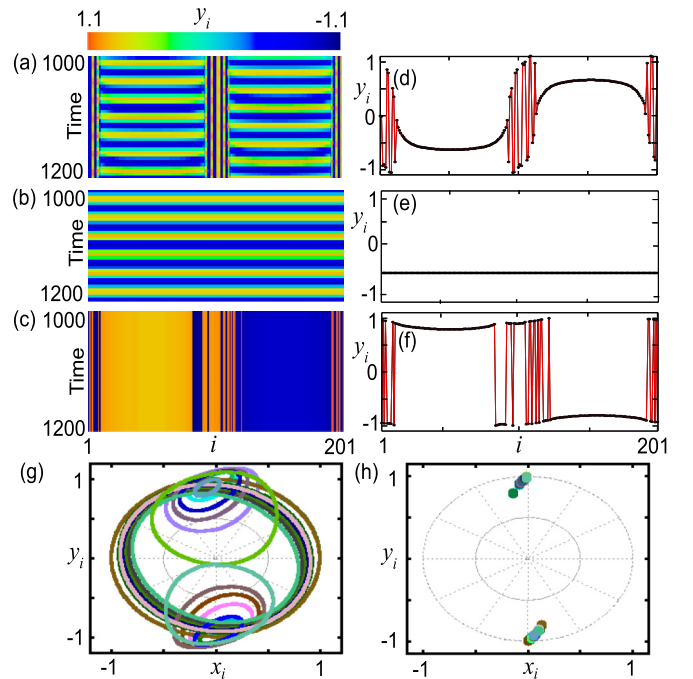 1.1 y_i -1.1
(a) 1000 Time 1200
(d) y_i 1 0 -1
(b) 1000 Time 1200
(e) y_i 1 0 -1
(c) 1000 Time 1200
(f) y_i 1 0 -1
1 i 201
1 i 201
(g) y_i 1 -1
-1 x_i 1
(h) y_i 1 -1
-1 x_i 1